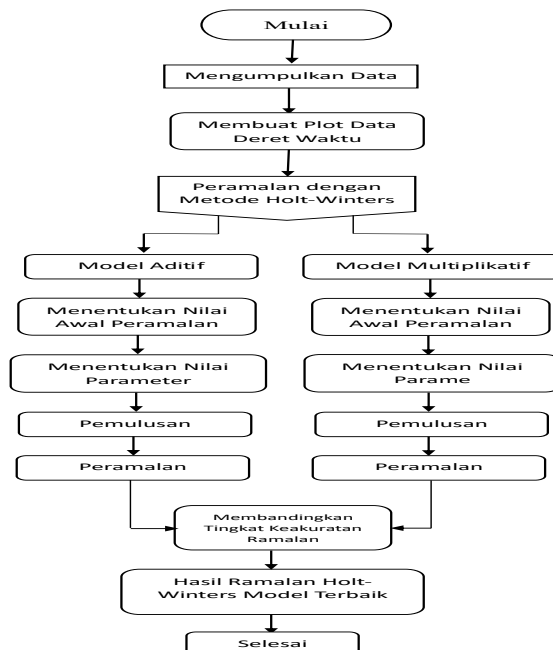 Mulai
Mengumpulkan Data
Membuat Plot Data
Deret Waktu
Peramalan dengan
Metode Holt-Winters
Model Aditif
Model Multiplikatif
Menentukan Nilai
Awal Peramalan
Menentukan Nilai
Awal Peramalan
Menentukan Nilai
Parameter
Menentukan Nilai
Parame
Pemulusan
Pemulusan
Peramalan
Peramalan
Membandingkan
Tingkat Keakuratan
Ramalan
Hasil Ramalan Holt-
Winters Model Terbaik
Selesai